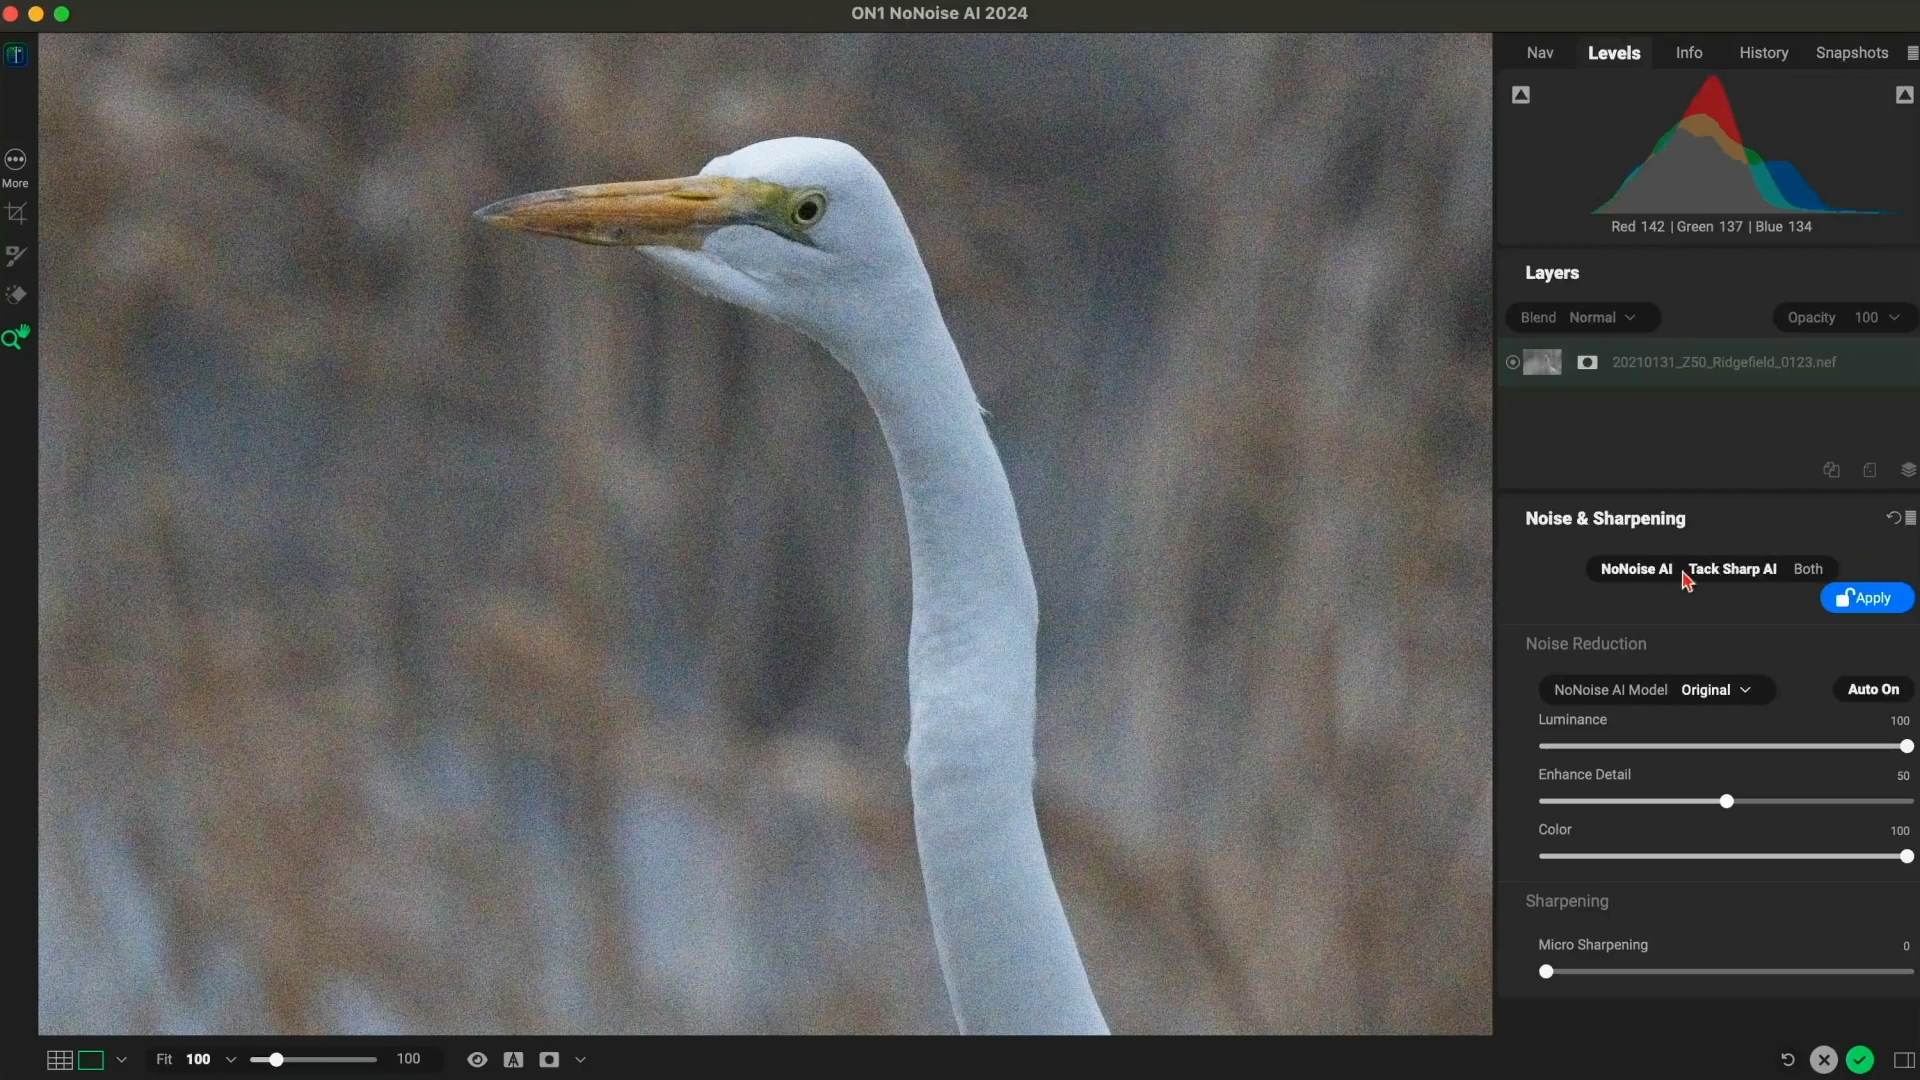 ON1 NoNoise AI 2024
Nav Levels Info History Snapshots
More
Red 142 | Green 137 | Blue 134
Layers
Blend Normal Opacity 100
20210131_Z50_Ridgefield_0123.nef
Noise & Sharpening
NoNoise AI Tack Sharp AI Both
Apply
Noise Reduction
NoNoise AI Model Original Auto On
Luminance 100
Enhance Detail 50
Color 100
Sharpening
Micro Sharpening 0
Fit 100 100